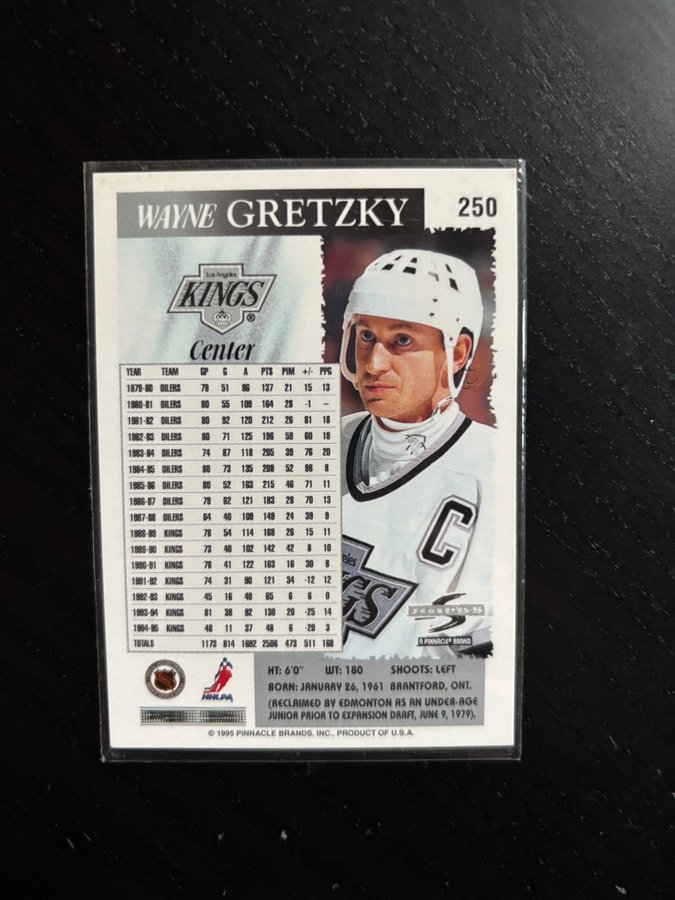 WAYNE GRETZKY
250
Los Angeles
KINGS
®
Center
YEAR TEAM GP G A PTS PIM +/- PPG
1979-80 OILERS 79 51 86 137 21 15 13
1980-81 OILERS 80 55 109 164 28 -1 –
1981-82 OILERS 80 92 120 212 26 81 18
1982-83 OILERS 80 71 125 196 59 60 18
1983-84 OILERS 74 87 118 205 39 76 20
1984-85 OILERS 80 73 135 208 52 98 8
1985-86 OILERS 80 52 163 215 46 71 11
1986-87 OILERS 79 62 121 183 28 70 13
1987-88 OILERS 64 40 109 149 24 39 9
1988-89 KINGS 78 54 114 168 26 15 11
1989-90 KINGS 73 40 102 142 42 8 10
1990-91 KINGS 78 41 122 163 16 30 8
1991-92 KINGS 74 31 90 121 34 -12 12
1992-93 KINGS 45 16 49 65 6 6 0
1993-94 KINGS 81 38 92 130 20 -25 14
1994-95 KINGS 48 11 37 48 6 -20 3
TOTALS 1173 814 1692 2506 473 511 168
C
eles
NGS
SCORE® '95-96
A PINNACLE® BRAND
NHLPA
HT: 6'0" WT: 180 SHOOTS: LEFT
BORN: JANUARY 26, 1961 BRANTFORD, ONT.
(RECLAIMED BY EDMONTON AS AN UNDER-AGE
JUNIOR PRIOR TO EXPANSION DRAFT, JUNE 9, 1979).
© 1995 PINNACLE BRANDS, INC., PRODUCT OF U.S.A.